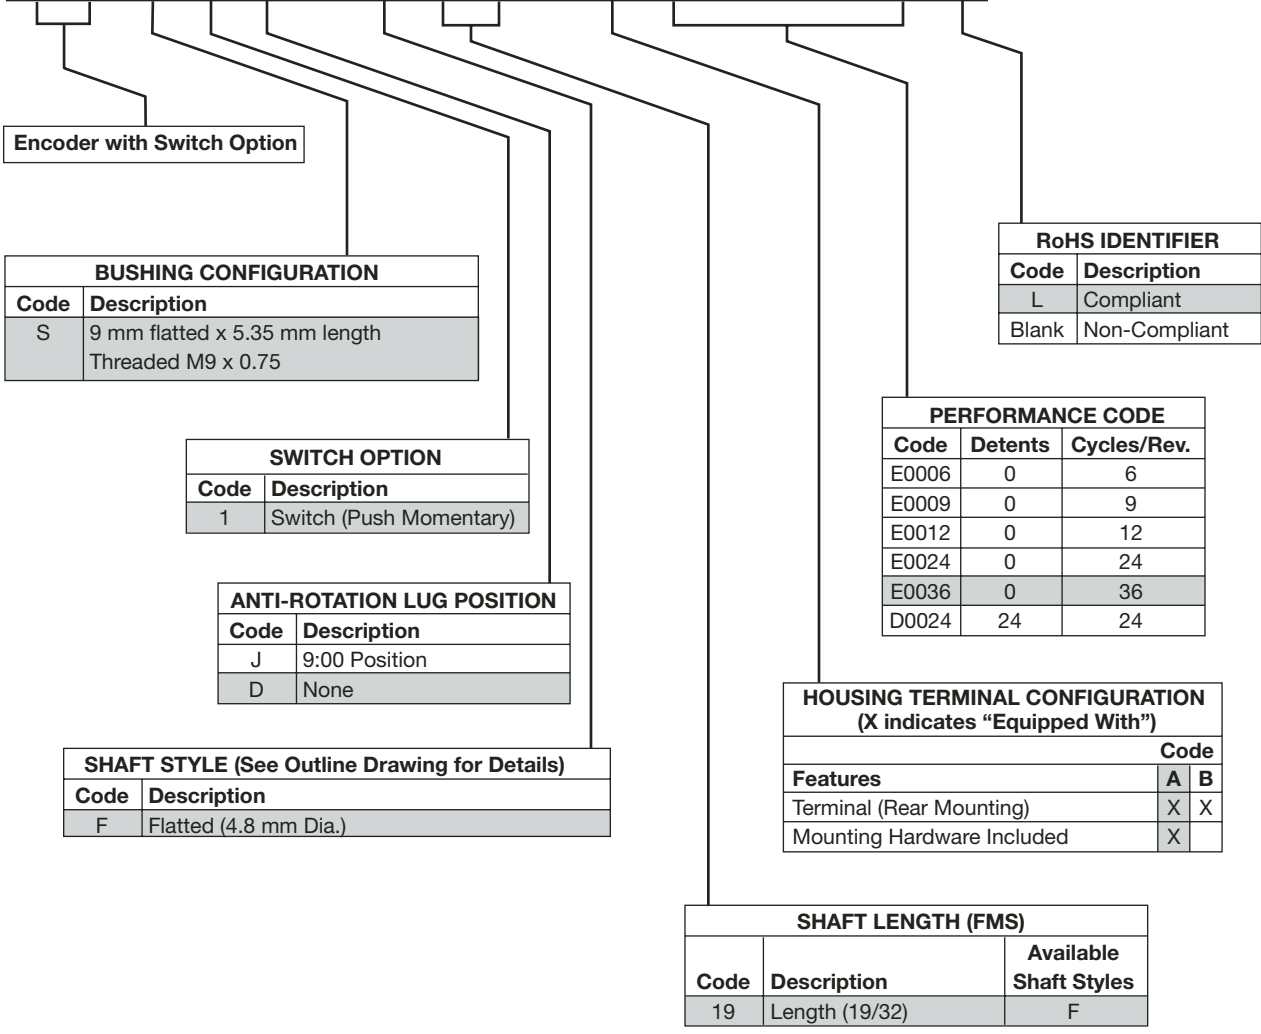 Encoder with Switch Option
RoHS IDENTIFIER
Code Description
L Compliant
Blank Non-Compliant
BUSHING CONFIGURATION
Code Description
S 9 mm flatted x 5.35 mm length
Threaded M9 x 0.75
PERFORMANCE CODE
Code Detents Cycles/Rev.
E0006 0 6
E0009 0 9
E0012 0 12
E0024 0 24
E0036 0 36
D0024 24 24
SWITCH OPTION
Code Description
1 Switch (Push Momentary)
ANTI-ROTATION LUG POSITION
Code Description
J 9:00 Position
D None
HOUSING TERMINAL CONFIGURATION
(X indicates “Equipped With”)
Code
Features A B
Terminal (Rear Mounting) X X
Mounting Hardware Included X
SHAFT STYLE (See Outline Drawing for Details)
Code Description
F Flatted (4.8 mm Dia.)
SHAFT LENGTH (FMS)
Available
Code Description Shaft Styles
19 Length (19/32) F